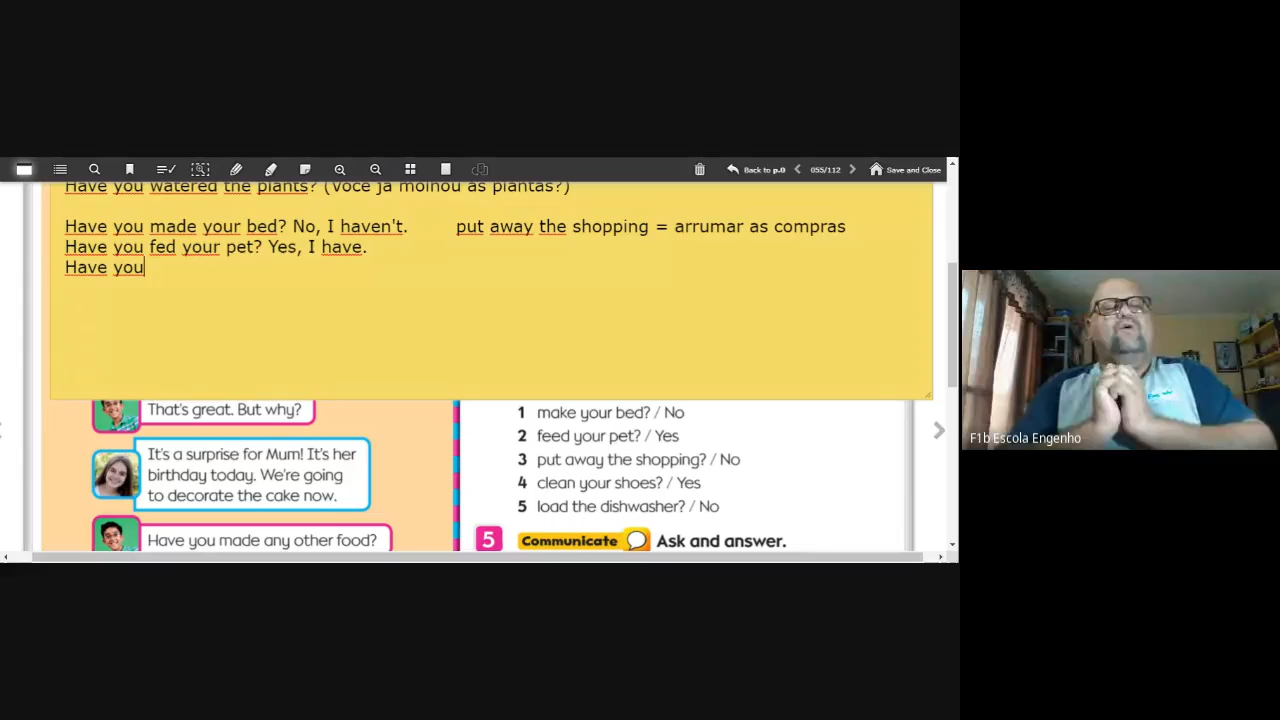 Back to p.0
055/112
Save and Close
Have you watered the plants? (Você já molhou as plantas?)
Have you made your bed? No, I haven't. put away the shopping = arrumar as compras
Have you fed your pet? Yes, I have.
Have you
That's great. But why?
It's a surprise for Mum! It's her
birthday today. We're going
to decorate the cake now.
Have you made any other food?
1 make your bed? / No
2 feed your pet? / Yes
3 put away the shopping? / No
4 clean your shoes? / Yes
5 load the dishwasher? / No
5 Communicate Ask and answer.
F1b Escola Engenho